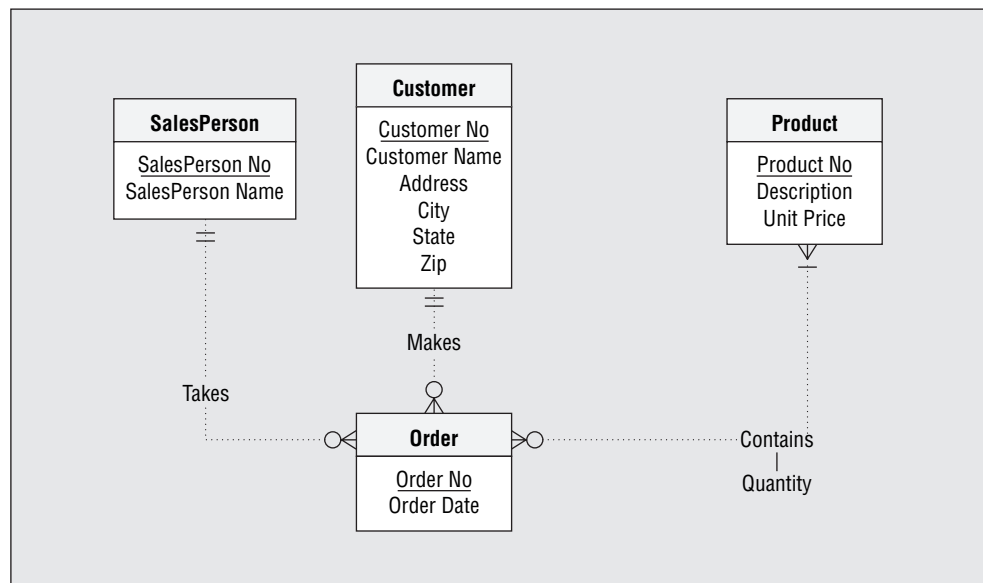 SalesPerson
SalesPerson No
SalesPerson Name
Customer
Customer No
Customer Name
Address
City
State
Zip
Product
Product No
Description
Unit Price
Makes
Takes
Order
Order No
Order Date
Contains
Quantity